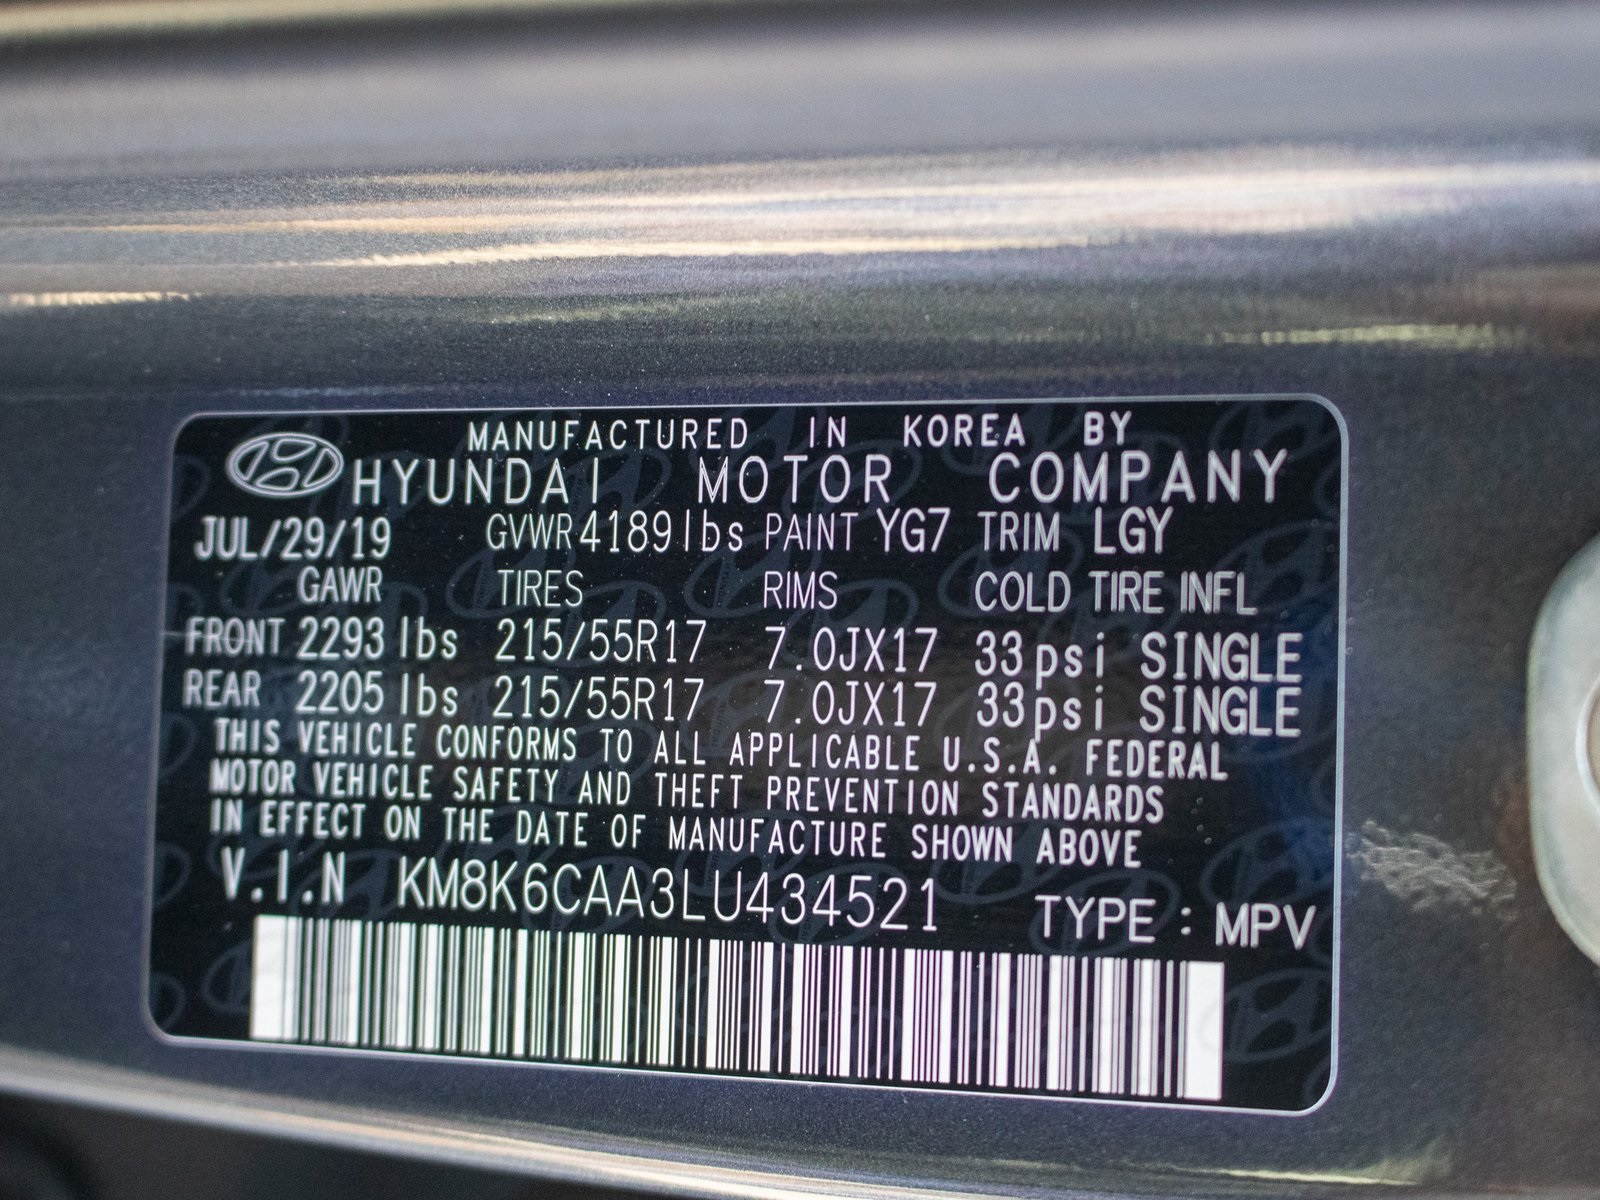 MANUFACTURED IN KOREA BY
HYUNDAI MOTOR COMPANY
JUL/29/19 GVWR 4189 lbs PAINT YG7 TRIM LGY
GAWR TIRES RIMS COLD TIRE INFL
FRONT 2293 lbs 215/55R17 7.0JX17 33psi SINGLE
REAR 2205 lbs 215/55R17 7.0JX17 33psi SINGLE
THIS VEHICLE CONFORMS TO ALL APPLICABLE U.S.A. FEDERAL
MOTOR VEHICLE SAFETY AND THEFT PREVENTION STANDARDS
IN EFFECT ON THE DATE OF MANUFACTURE SHOWN ABOVE
V.I.N KM8K6CAA3LU434521 TYPE : MPV